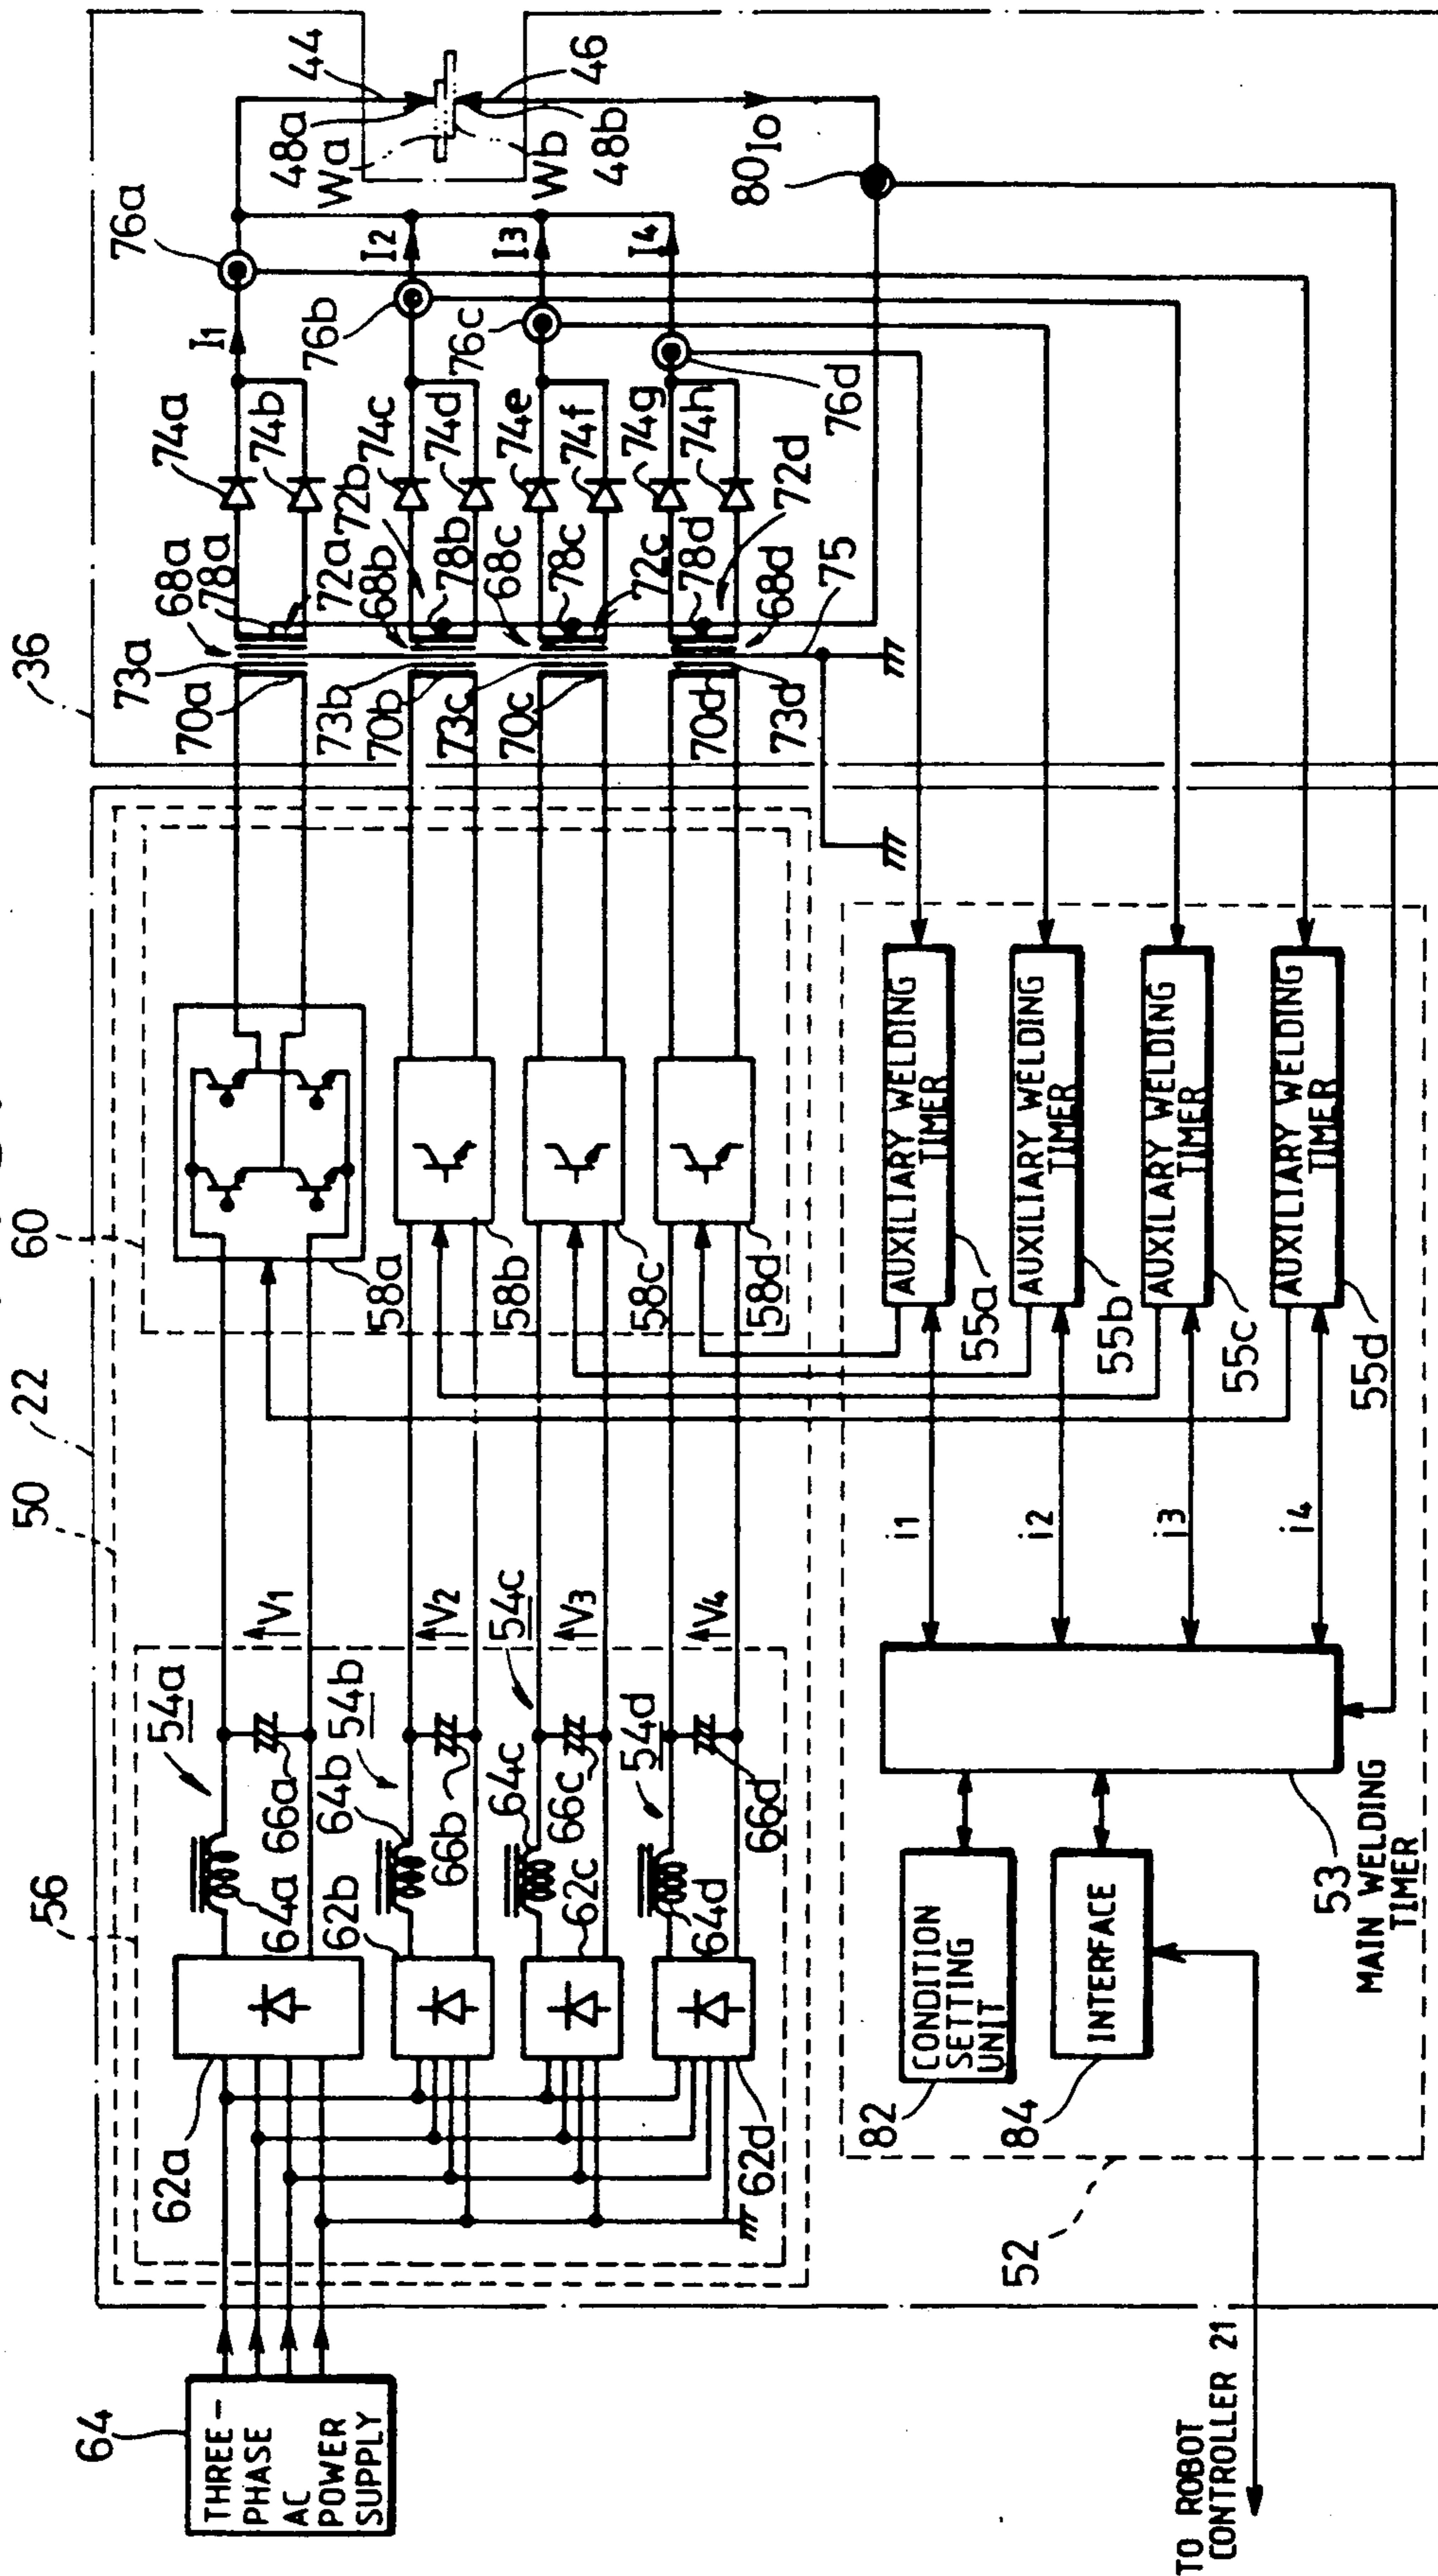 36
68a
78a
73a
70a
72a
74a
74b
76a
I1
44
48a
Wa
Wb
48b
46
73b
68b
72b
78b
70b
74c
74d
76b
I2
73c
68c
78c
70c
72c
74e
74f
76c
I3
70d
73d
78d
68d
72d
75
74g
74h
76d
I4
80
I0
50
22
60
58a
58b
58c
58d
56
54a
64a
66a
V1
62b
64b
54b
66b
V2
62c
64c
54c
66c
V3
64d
54d
66d
V4
62a
62d
64
THREE-
PHASE
AC
POWER
SUPPLY
AUXILIARY WELDING
TIMER
55a
AUXILIARY WELDING
TIMER
55b
AUXILARY WELDING
TIMER
55c
AUXILIARY WELDING
TIMER
55d
i1
i2
i3
i4
CONDITION
SETTING
UNIT
82
INTERFACE
84
53
MAIN WELDING
TIMER
52
TO ROBOT
CONTROLLER 21